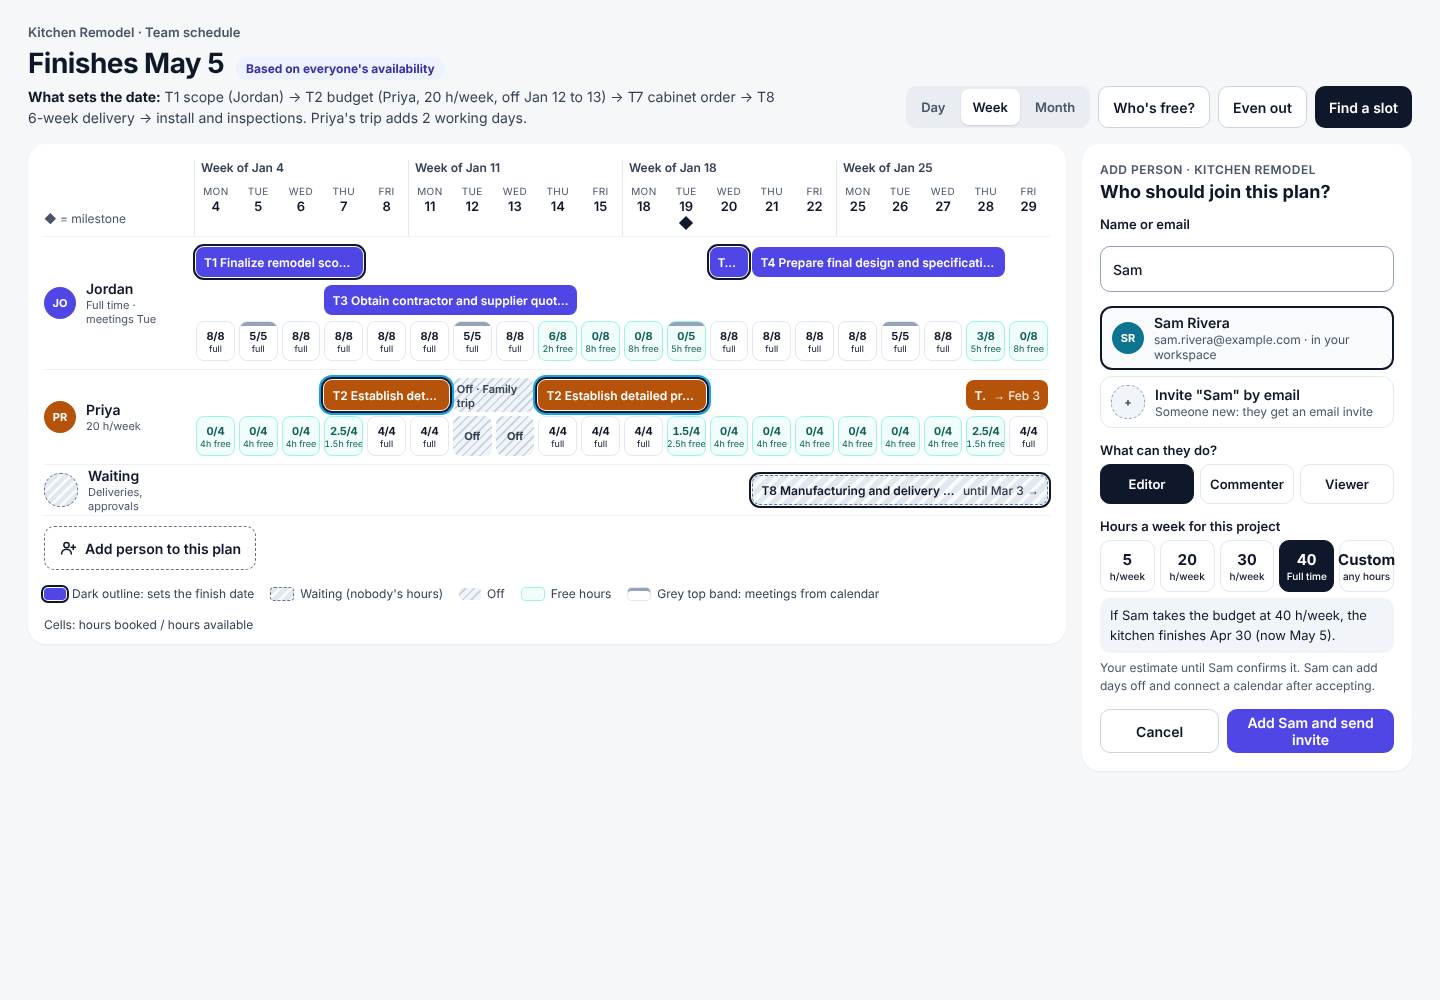 Kitchen Remodel · Team schedule
Finishes May 5 Based on everyone's availability
What sets the date: T1 scope (Jordan) → T2 budget (Priya, 20 h/week, off Jan 12 to 13) → T7 cabinet order → T8
6-week delivery → install and inspections. Priya's trip adds 2 working days.
Day Week Month Who's free? Even out Find a slot
Week of Jan 4 Week of Jan 11 Week of Jan 18 Week of Jan 25
MON TUE WED THU FRI MON TUE WED THU FRI MON TUE WED THU FRI MON TUE WED THU FRI
4 5 6 7 8 11 12 13 14 15 18 19 20 21 22 25 26 27 28 29
◆ = milestone
T1 Finalize remodel sco... T... T4 Prepare final design and specificati...
JO
Jordan
Full time ·
meetings Tue
T3 Obtain contractor and supplier quot...
8/8 5/5 8/8 8/8 8/8 8/8 5/5 8/8 6/8 0/8 0/8 0/5 8/8 8/8 8/8 8/8 5/5 8/8 3/8 0/8
full full full full full full full full 2h free 8h free 8h free 5h free full full full full full full 5h free 8h free
PR
Priya
20 h/week
T2 Establish det... Off · Family T2 Establish detailed pr... T. → Feb 3
trip
0/4 0/4 0/4 2.5/4 4/4 4/4 Off Off 4/4 4/4 4/4 1.5/4 0/4 0/4 0/4 0/4 0/4 0/4 2.5/4 4/4
4h free 4h free 4h free 1.5h free full full full full full 2.5h free 4h free 4h free 4h free 4h free 4h free 4h free 1.5h free full
Waiting
Deliveries,
approvals
T8 Manufacturing and delivery ... until Mar 3 →
Add person to this plan
Dark outline: sets the finish date Waiting (nobody's hours) Off Free hours Grey top band: meetings from calendar
Cells: hours booked / hours available
ADD PERSON · KITCHEN REMODEL
Who should join this plan?
Name or email
Sam
SR
Sam Rivera
sam.rivera@example.com · in your
workspace
+
Invite "Sam" by email
Someone new: they get an email invite
What can they do?
Editor Commenter Viewer
Hours a week for this project
5 20 30 40 Custom
h/week h/week h/week Full time any hours
If Sam takes the budget at 40 h/week, the
kitchen finishes Apr 30 (now May 5).
Your estimate until Sam confirms it. Sam can add
days off and connect a calendar after accepting.
Cancel
Add Sam and send
invite